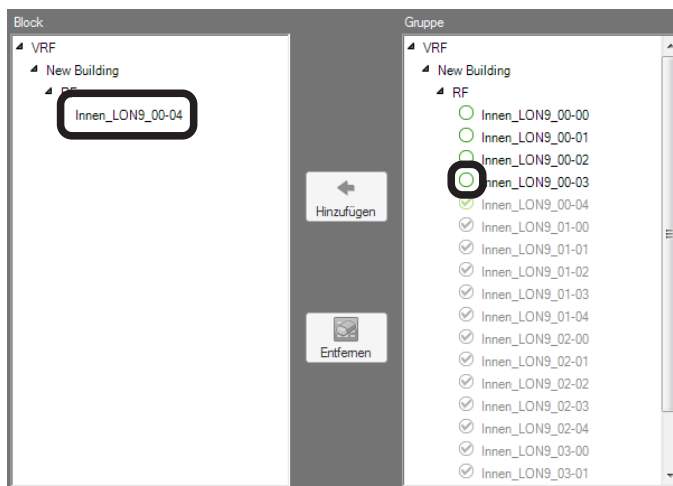 Block
VRF
New Building
RF
Innen_LON9_00-04
Hinzufügen
Entfernen
Gruppe
VRF
New Building
RF
Innen_LON9_00-00
Innen_LON9_00-01
Innen_LON9_00-02
Innen_LON9_00-03
Innen_LON9_00-04
Innen_LON9_01-00
Innen_LON9_01-01
Innen_LON9_01-02
Innen_LON9_01-03
Innen_LON9_01-04
Innen_LON9_02-00
Innen_LON9_02-01
Innen_LON9_02-02
Innen_LON9_02-03
Innen_LON9_02-04
Innen_LON9_03-00
Innen_LON9_03-01